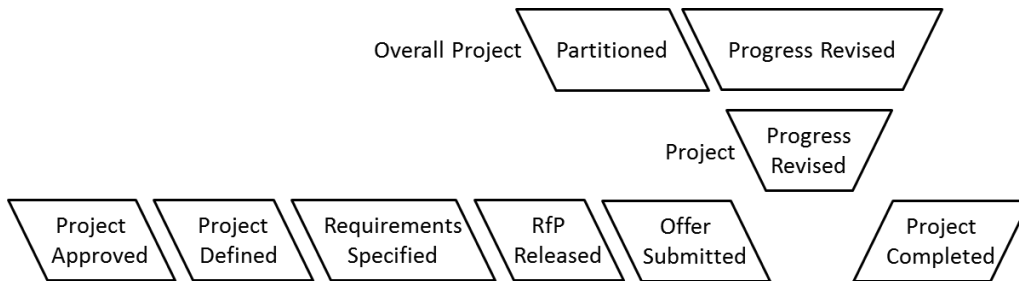 Overall Project
Partitioned
Progress Revised
Project
Progress
Revised
Project
Approved
Project
Defined
Requirements
Specified
RfP
Released
Offer
Submitted
Project
Completed